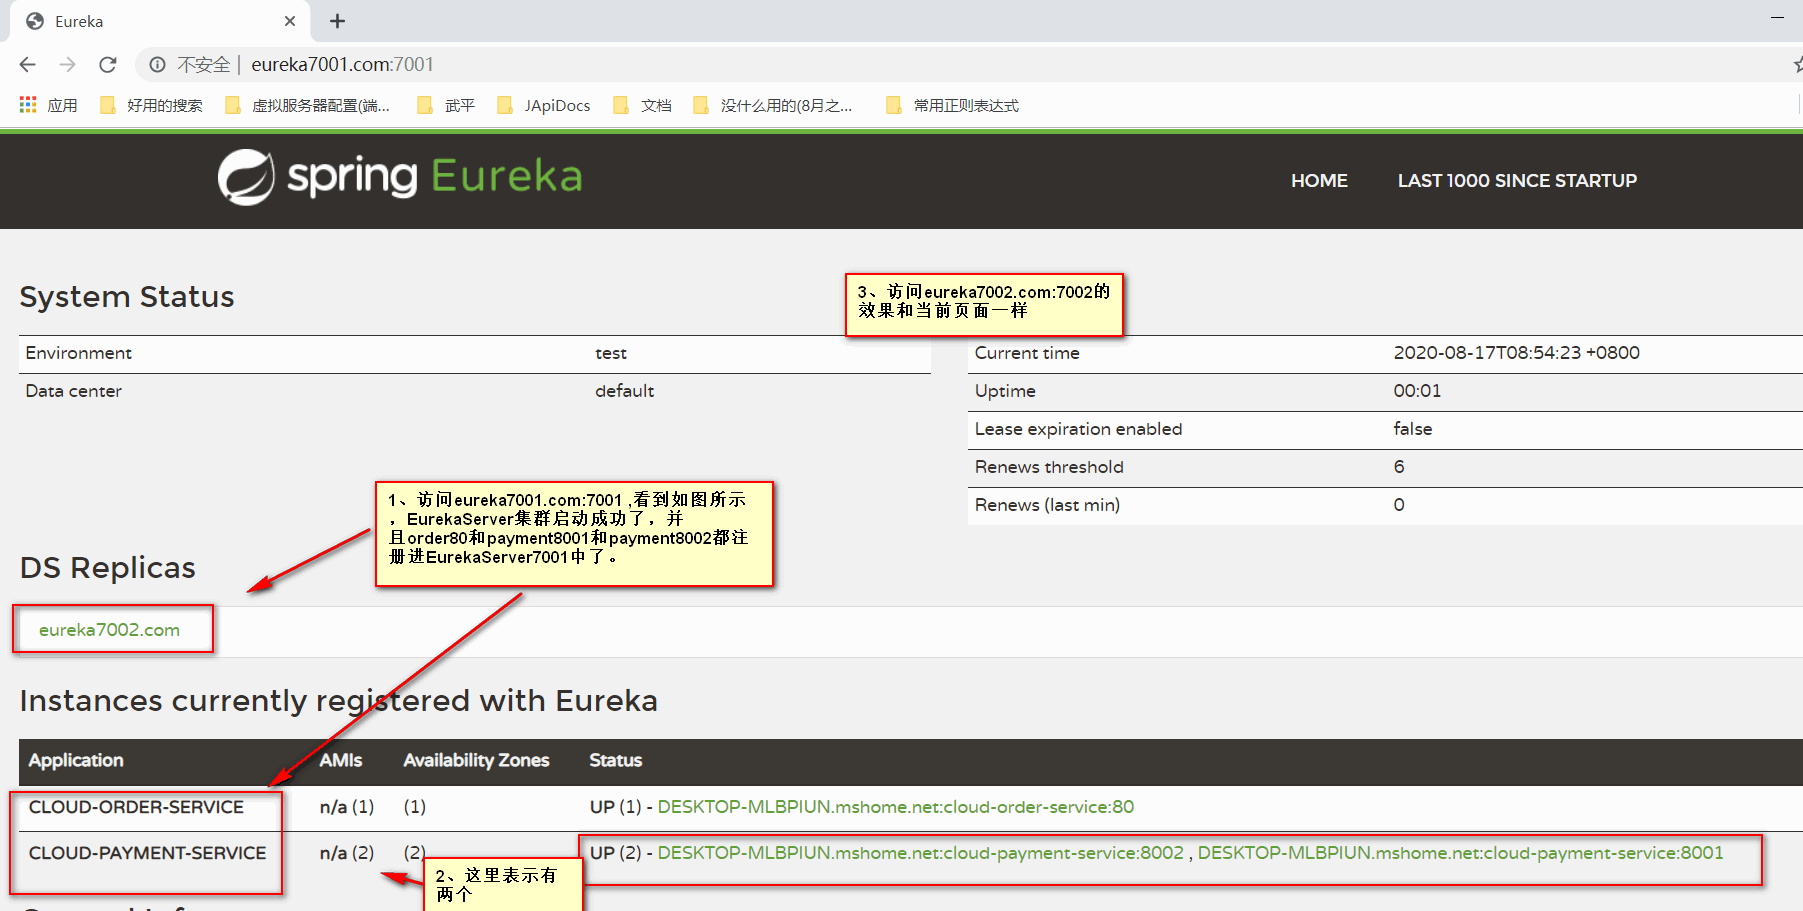 Eureka
不安全 | eureka7001.com:7001
应用 好用的搜索 虚拟服务器配置(端... 武平 JApiDocs 文档 没什么用的(8月之... 常用正则表达式
spring Eureka
HOME LAST 1000 SINCE STARTUP
System Status
3、访问eureka7002.com:7002的
效果和当前页面一样
Environment test
Data center default
Current time 2020-08-17T08:54:23 +0800
Uptime 00:01
Lease expiration enabled false
Renews threshold 6
Renews (last min) 0
1、访问eureka7001.com:7001 ,看到如图所示
，EurekaServer集群启动成功了，并
且order80和payment8001和payment8002都注
册进EurekaServer7001中了。
DS Replicas
eureka7002.com
Instances currently registered with Eureka
Application AMIs Availability Zones Status
CLOUD-ORDER-SERVICE n/a (1) (1) UP (1) - DESKTOP-MLBPIUN.mshome.net:cloud-order-service:80
CLOUD-PAYMENT-SERVICE n/a (2) (2) UP (2) - DESKTOP-MLBPIUN.mshome.net:cloud-payment-service:8002 , DESKTOP-MLBPIUN.mshome.net:cloud-payment-service:8001
2、这里表示有
两个